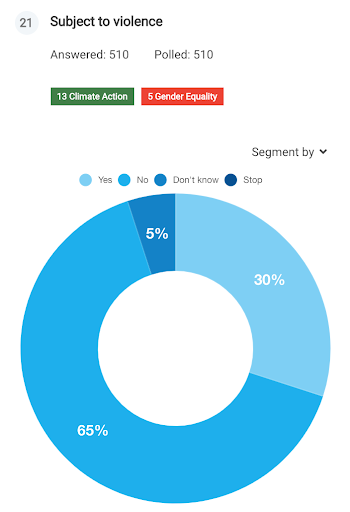 21 Subject to violence
Answered: 510 Polled: 510
13 Climate Action 5 Gender Equality
Segment by
Yes No Don't know Stop
5%
30%
65%